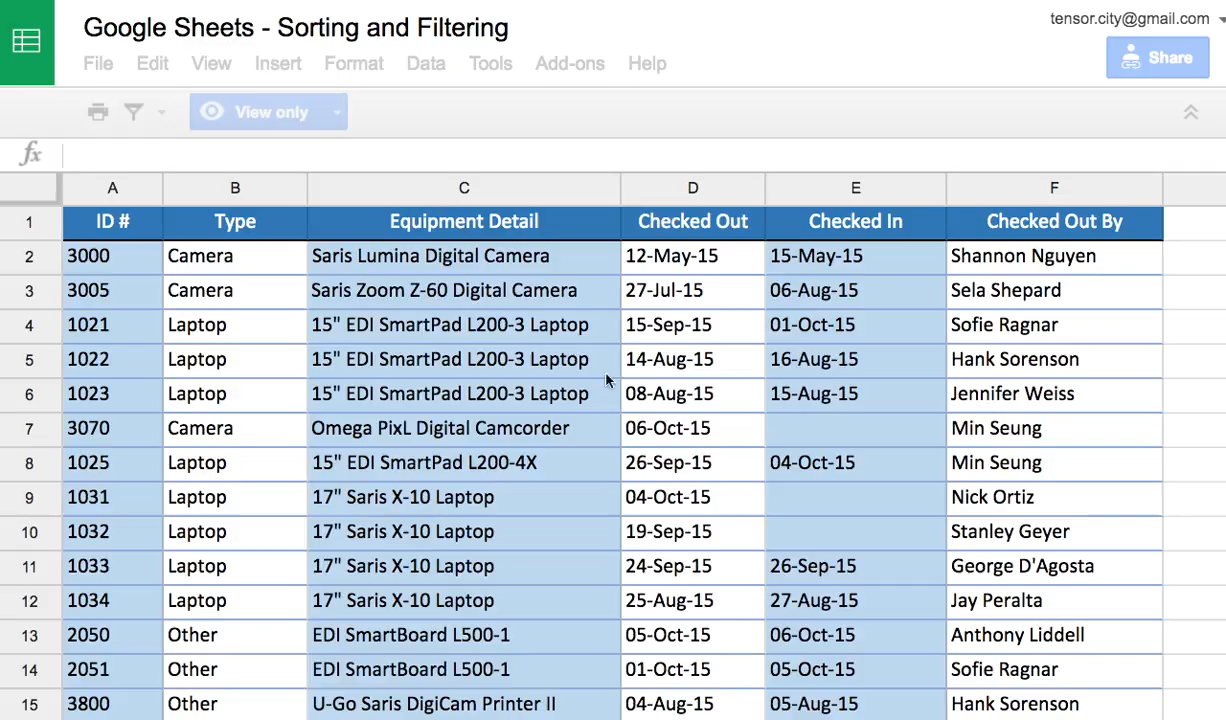 Google Sheets - Sorting and Filtering
tensor.city@gmail.com
File Edit View Insert Format Data Tools Add-ons Help
Share
View only
fx
A B C D E F
1 ID # Type Equipment Detail Checked Out Checked In Checked Out By
2 3000 Camera Saris Lumina Digital Camera 12-May-15 15-May-15 Shannon Nguyen
3 3005 Camera Saris Zoom Z-60 Digital Camera 27-Jul-15 06-Aug-15 Sela Shepard
4 1021 Laptop 15" EDI SmartPad L200-3 Laptop 15-Sep-15 01-Oct-15 Sofie Ragnar
5 1022 Laptop 15" EDI SmartPad L200-3 Laptop 14-Aug-15 16-Aug-15 Hank Sorenson
6 1023 Laptop 15" EDI SmartPad L200-3 Laptop 08-Aug-15 15-Aug-15 Jennifer Weiss
7 3070 Camera Omega PixL Digital Camcorder 06-Oct-15 Min Seung
8 1025 Laptop 15" EDI SmartPad L200-4X 26-Sep-15 04-Oct-15 Min Seung
9 1031 Laptop 17" Saris X-10 Laptop 04-Oct-15 Nick Ortiz
10 1032 Laptop 17" Saris X-10 Laptop 19-Sep-15 Stanley Geyer
11 1033 Laptop 17" Saris X-10 Laptop 24-Sep-15 26-Sep-15 George D'Agosta
12 1034 Laptop 17" Saris X-10 Laptop 25-Aug-15 27-Aug-15 Jay Peralta
13 2050 Other EDI SmartBoard L500-1 05-Oct-15 06-Oct-15 Anthony Liddell
14 2051 Other EDI SmartBoard L500-1 01-Oct-15 05-Oct-15 Sofie Ragnar
15 3800 Other U-Go Saris DigiCam Printer II 04-Aug-15 05-Aug-15 Hank Sorenson